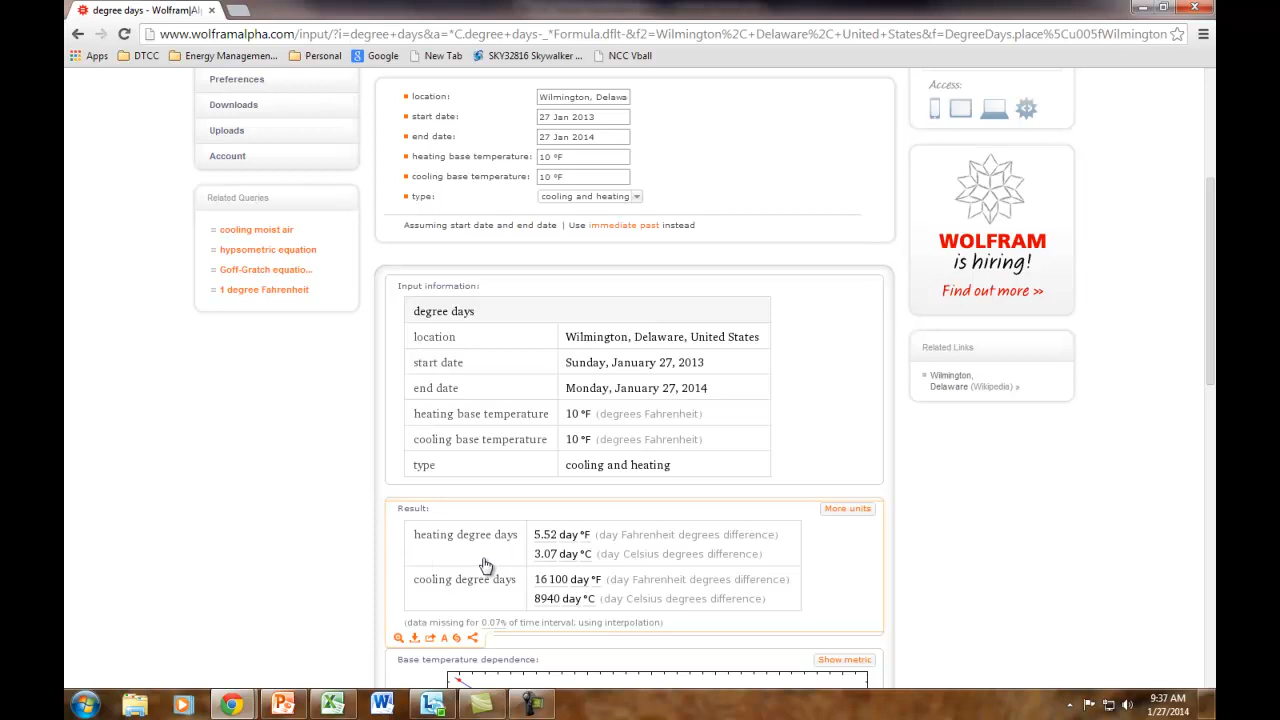 degree days - Wolfram|Al
www.wolframalpha.com/input/?i=degree+days&a=*C.degree+days-_*Formula.dflt-&f2=Wilmington%2C+Delaware%2C+United+States&f=DegreeDays.place%5Cu005fWilmington
Apps DTCC Energy Managemen... Personal Google New Tab SKY32816 Skywalker ... NCC Vball
Preferences
Downloads
Uploads
Account
Related Queries
= cooling moist air
= hypsometric equation
= Goff-Gratch equatio...
= 1 degree Fahrenheit
location: Wilmington, Delawa
start date: 27 Jan 2013
end date: 27 Jan 2014
heating base temperature: 10 °F
cooling base temperature: 10 °F
type: cooling and heating
Assuming start date and end date | Use immediate past instead
Input information:
degree days
location Wilmington, Delaware, United States
start date Sunday, January 27, 2013
end date Monday, January 27, 2014
heating base temperature 10 °F (degrees Fahrenheit)
cooling base temperature 10 °F (degrees Fahrenheit)
type cooling and heating
Result: More units
heating degree days 5.52 day °F (day Fahrenheit degrees difference)
3.07 day °C (day Celsius degrees difference)
cooling degree days 16 100 day °F (day Fahrenheit degrees difference)
8940 day °C (day Celsius degrees difference)
(data missing for 0.07% of time interval; using interpolation)
A
Base temperature dependence: Show metric
Access:
WOLFRAM
is hiring!
Find out more »
Related Links
Wilmington,
Delaware (Wikipedia) »
9:37 AM
1/27/2014